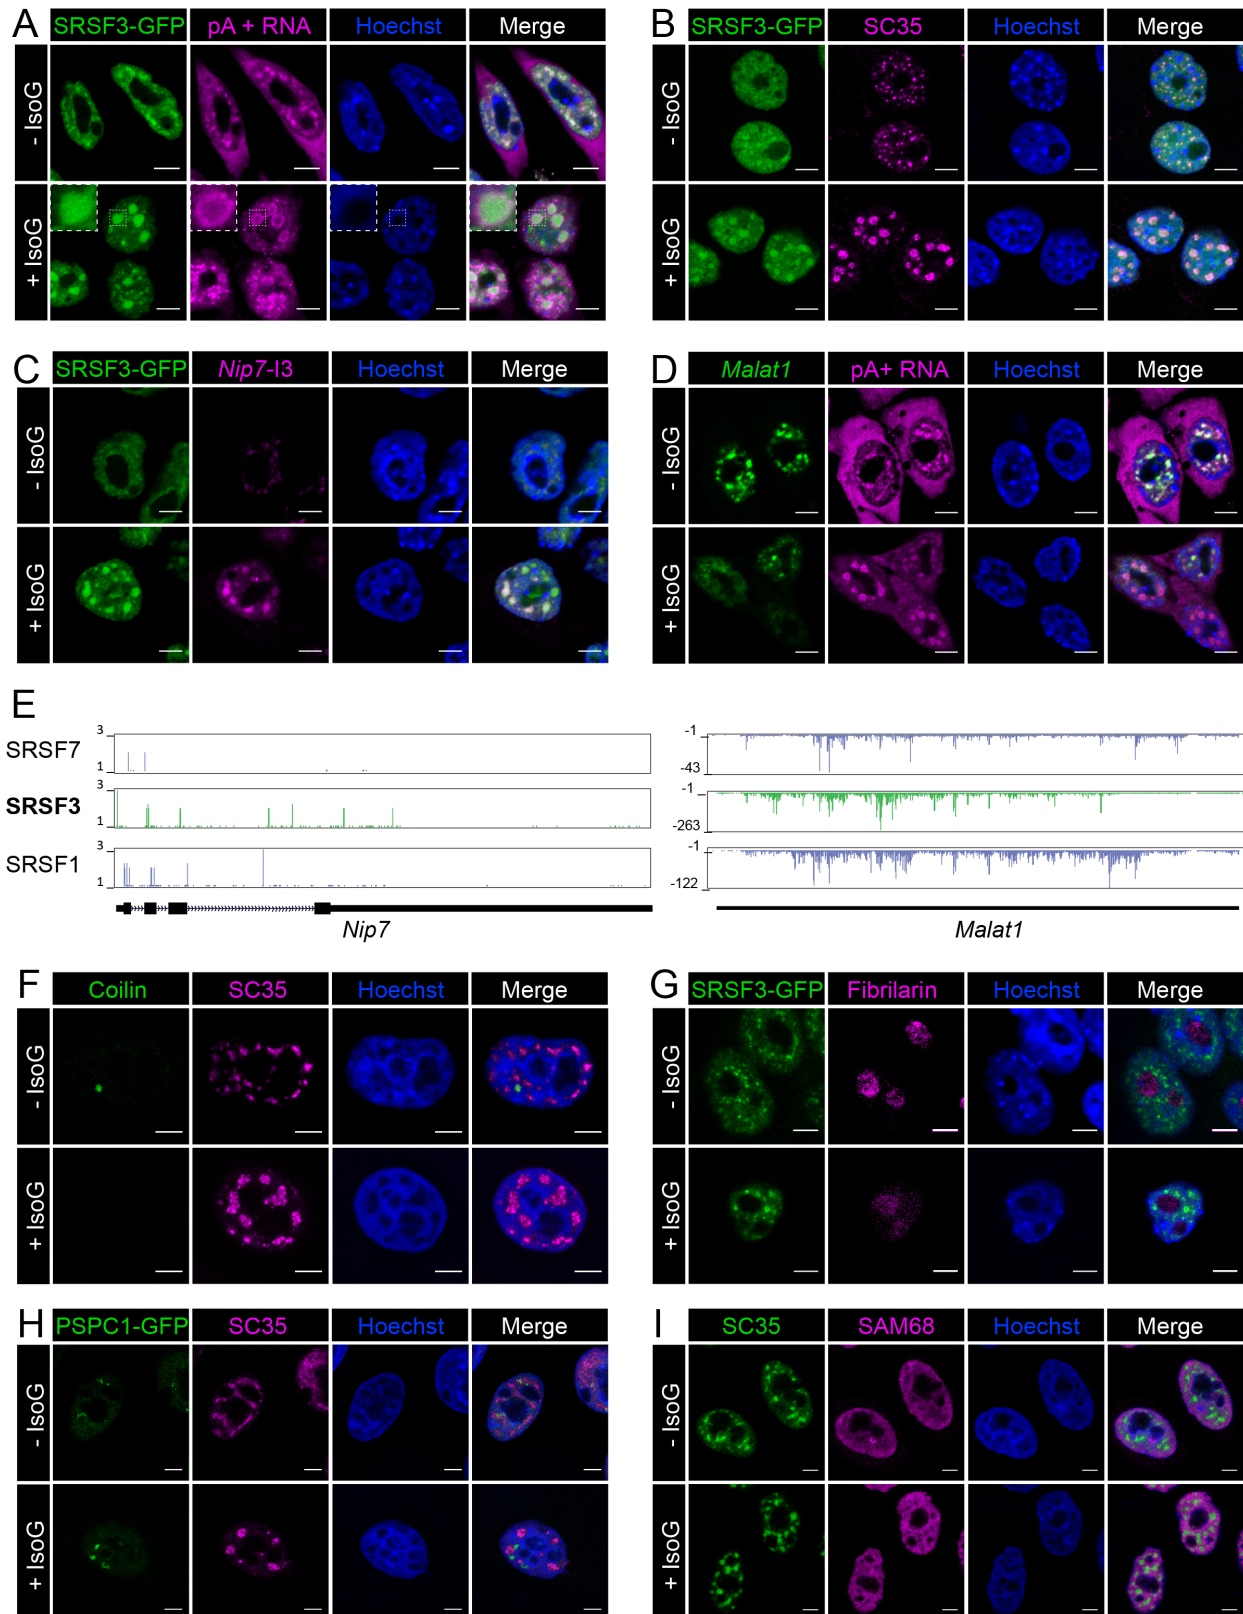 A
SRSF3-GFP pA + RNA Hoechst Merge
- IsoG
+ IsoG
B
SRSF3-GFP SC35 Hoechst Merge
- IsoG
+ IsoG
C
SRSF3-GFP Nip7-I3 Hoechst Merge
- IsoG
+ IsoG
D
Malat1 pA+ RNA Hoechst Merge
- IsoG
+ IsoG
E
SRSF7 3 1 -1 -43
SRSF3 3 1 -1 -263
SRSF1 3 1 -1 -122
Nip7 Malat1
F
Coilin SC35 Hoechst Merge
- IsoG
+ IsoG
G
SRSF3-GFP Fibrilarin Hoechst Merge
- IsoG
+ IsoG
H
PSPC1-GFP SC35 Hoechst Merge
- IsoG
+ IsoG
I
SC35 SAM68 Hoechst Merge
- IsoG
+ IsoG